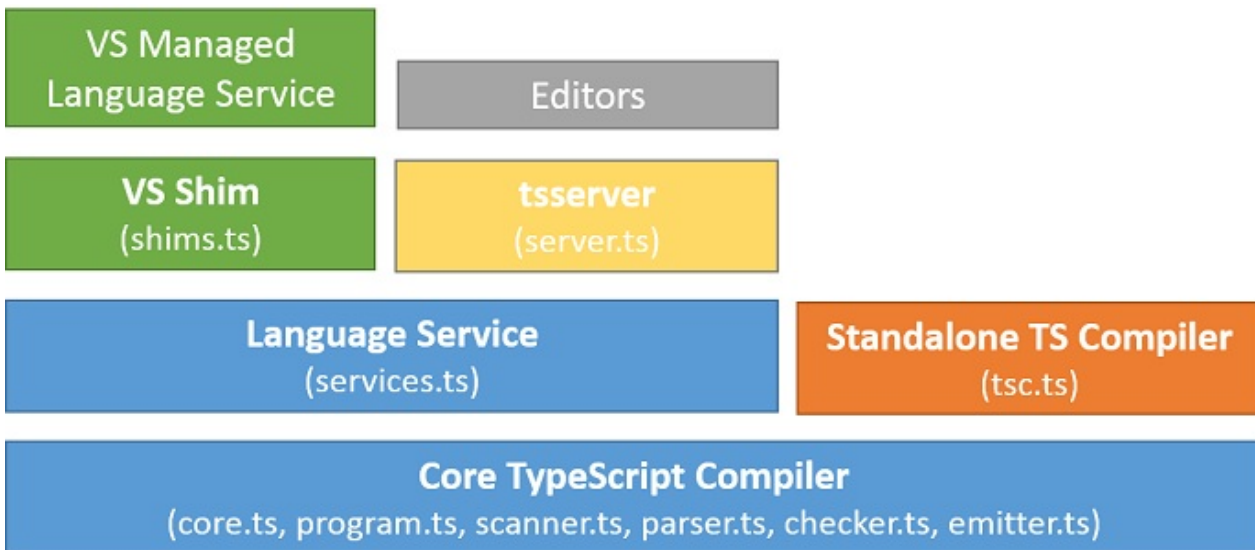 VS Managed
Language Service
Editors
VS Shim
(shims.ts)
tsserver
(server.ts)
Language Service
(services.ts)
Standalone TS Compiler
(tsc.ts)
Core TypeScript Compiler
(core.ts, program.ts, scanner.ts, parser.ts, checker.ts, emitter.ts)